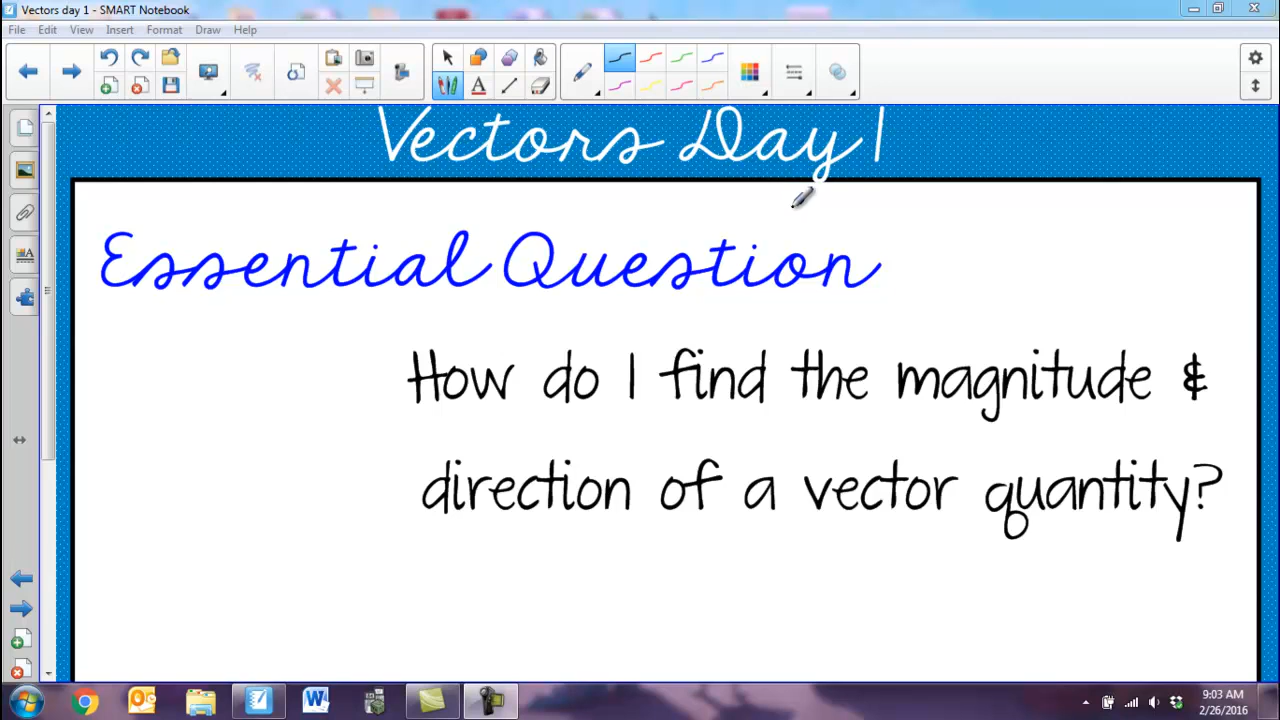 Vectors day 1 - SMART Notebook
File Edit View Insert Format Draw Help
Vectors Day 1
Essential Question
How do I find the magnitude &
direction of a vector quantity?
9:03 AM
2/26/2016